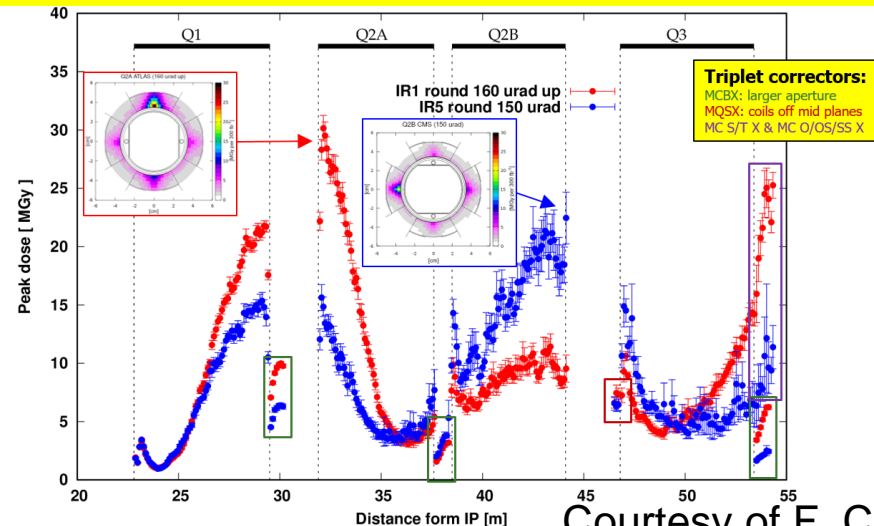 40
35
30
25
20
15
10
5
0
Peak dose [ MGy]
Q1
Q2A
Q2B
Q3
IR1 round 160 urad up
IR5 round 150 urad
Q2A ATLAS (160 urad up)
[cm]
Q2B CMS (150 urad)
[cm]
Triplet correctors:
MCBX: larger aperture
MQSX: coils off mid planes
MC S/T X & MC O/OS/SS X
20
25
30
35
40
45
50
55
Distance form IP [m]
Courtesy of F. C